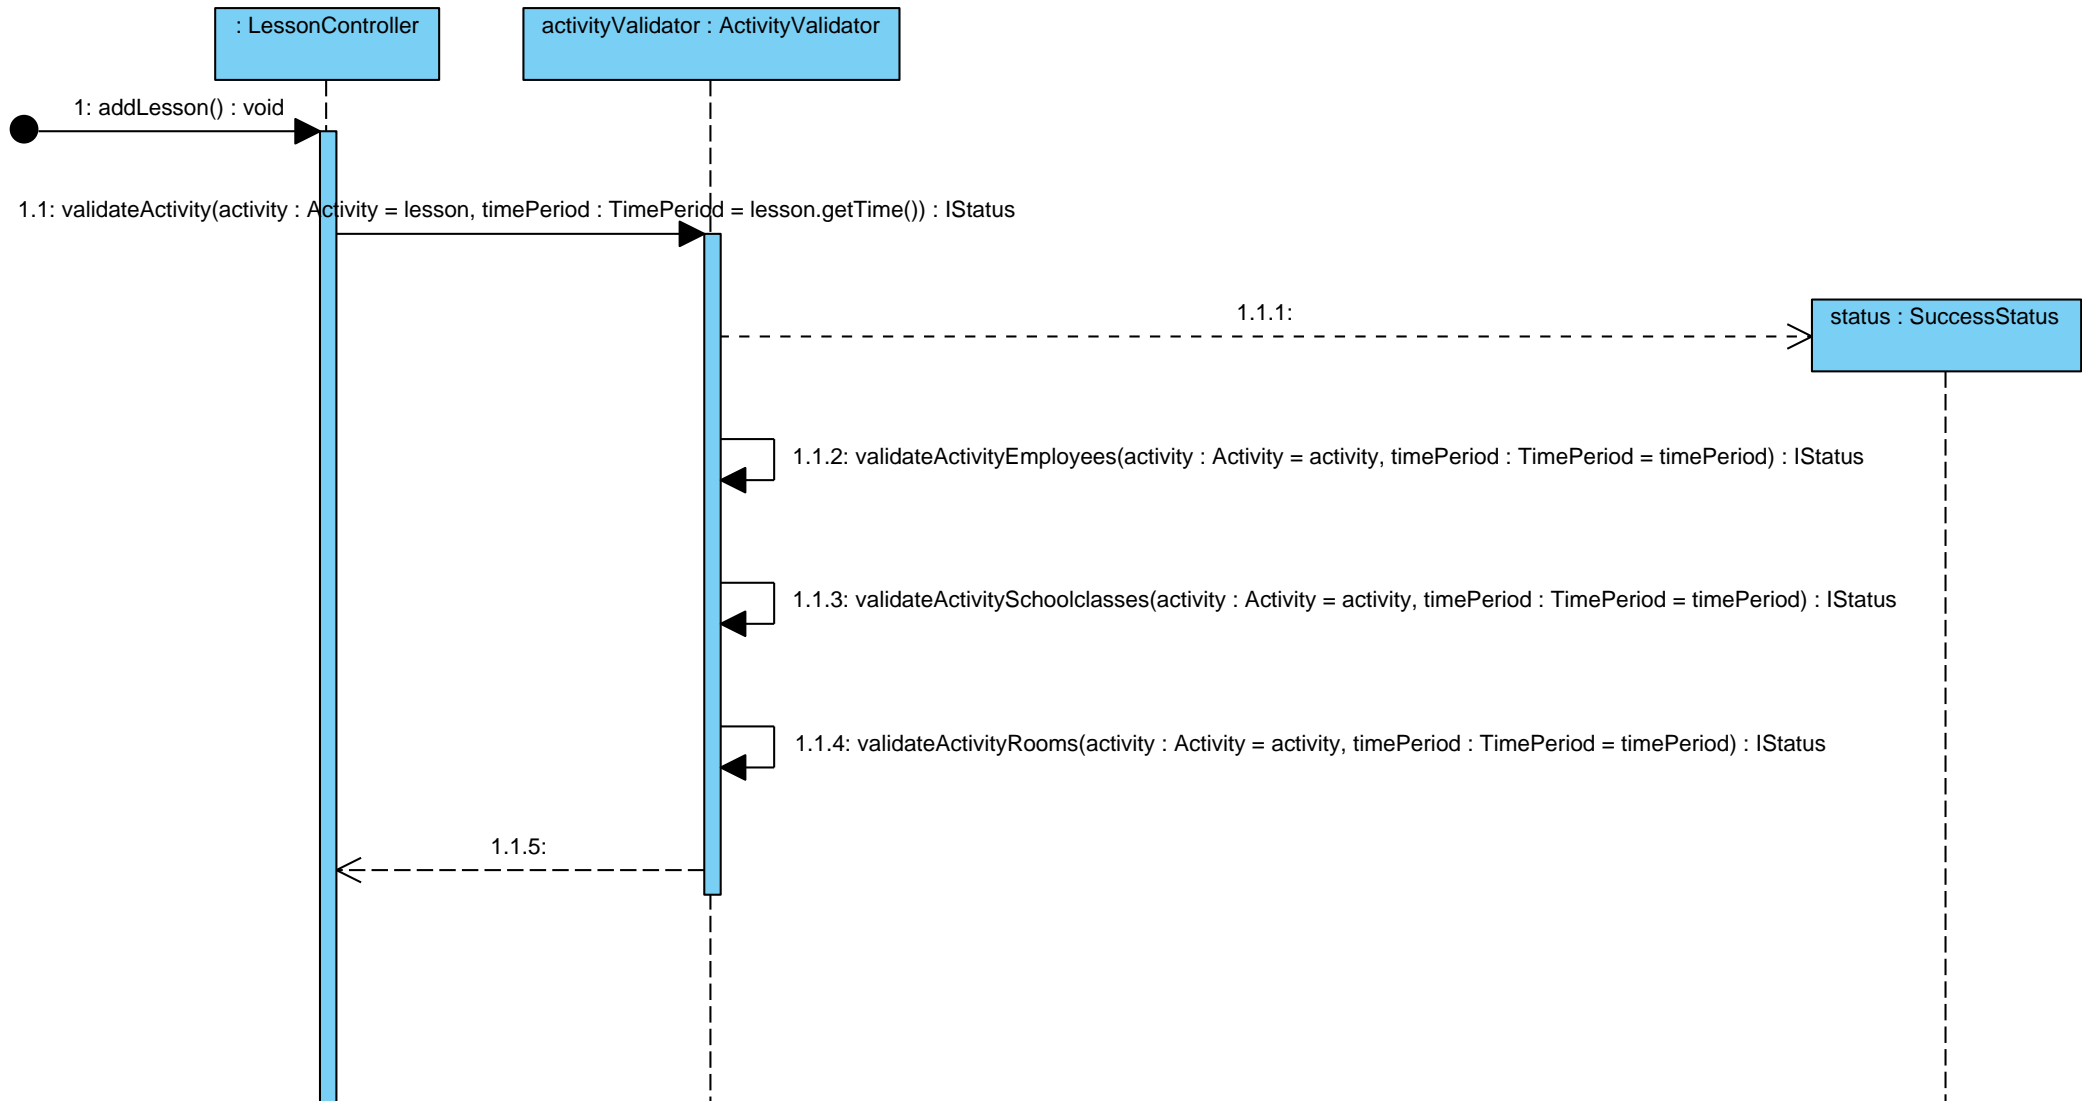 : LessonController
activityValidator : ActivityValidator
1: addLesson() : void
1.1: validateActivity(activity : Activity = lesson, timePeriod : TimePeriod = lesson.getTime()) : IStatus
1.1.1:
status : SuccessStatus
1.1.2: validateActivityEmployees(activity : Activity = activity, timePeriod : TimePeriod = timePeriod) : IStatus
1.1.3: validateActivitySchoolclasses(activity : Activity = activity, timePeriod : TimePeriod = timePeriod) : IStatus
1.1.4: validateActivityRooms(activity : Activity = activity, timePeriod : TimePeriod = timePeriod) : IStatus
1.1.5: